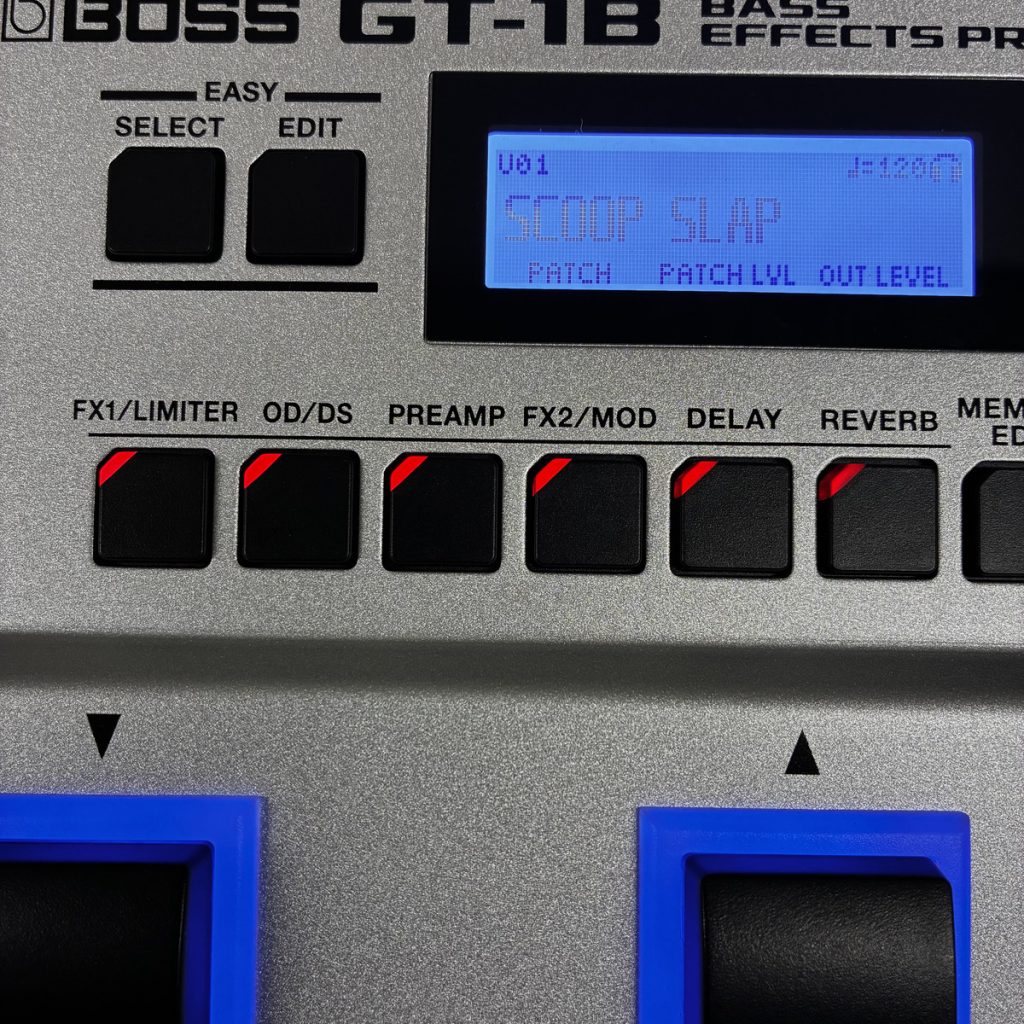 BOSS GT-1B BASS
EFFECTS PR
EASY
SELECT EDIT
U01 ♩=120
SCOOP SLAP
PATCH PATCH LVL OUT LEVEL
FX1/LIMITER OD/DS PREAMP FX2/MOD DELAY REVERB MEM
ED